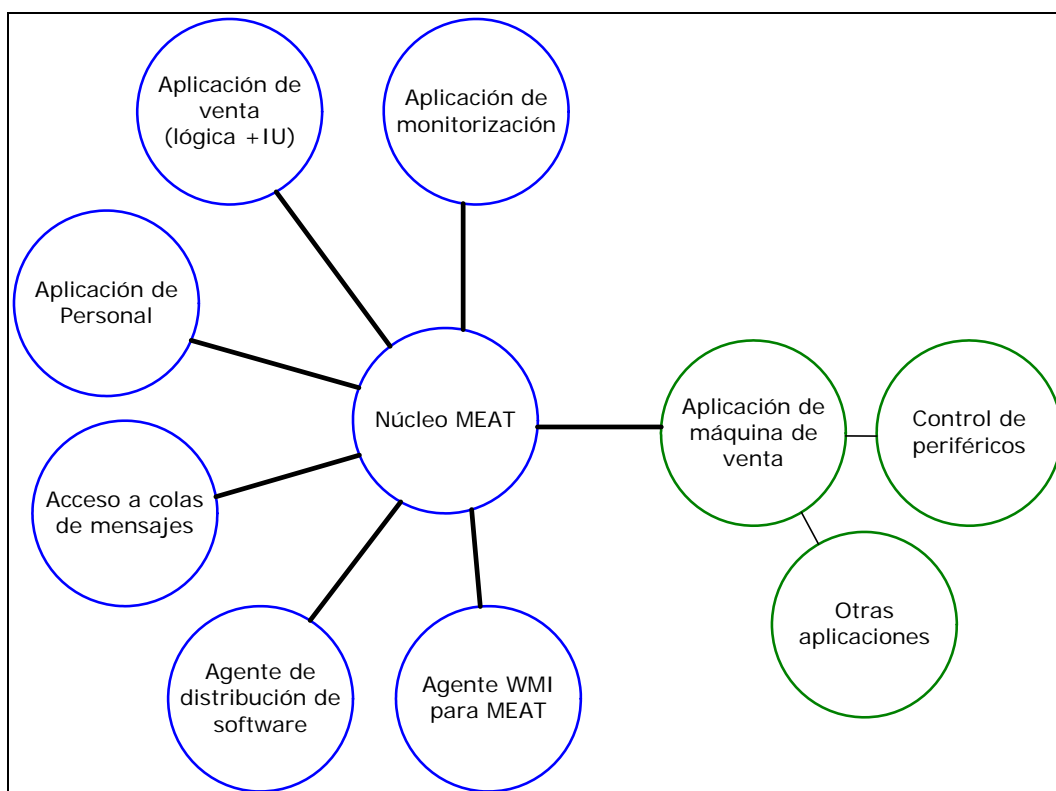 Aplicación de
venta
(lógica +IU)
Aplicación de
monitorización
Aplicación de
Personal
Núcleo MEAT
Aplicación de
máquina de
venta
Control de
periféricos
Acceso a colas
de mensajes
Otras
aplicaciones
Agente de
distribución de
software
Agente WMI
para MEAT